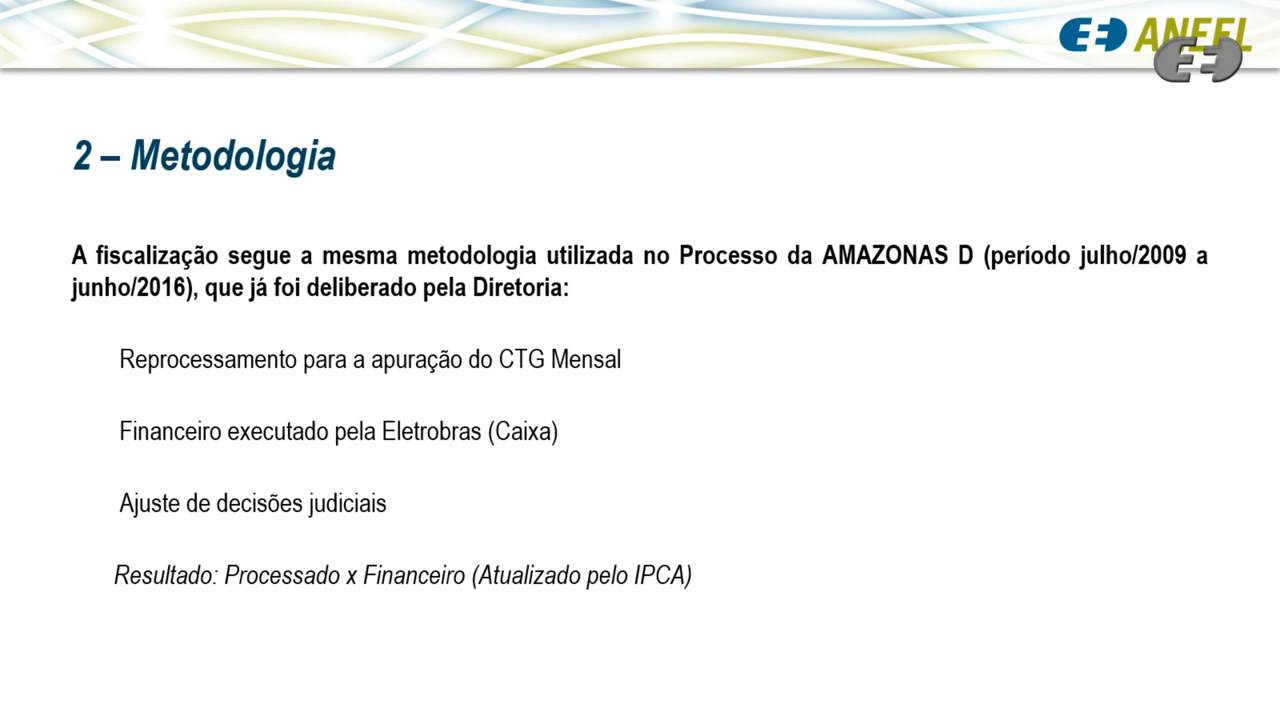 ANEEL
2 – Metodologia
A fiscalização segue a mesma metodologia utilizada no Processo da AMAZONAS D (período julho/2009 a
junho/2016), que já foi deliberado pela Diretoria:
Reprocessamento para a apuração do CTG Mensal
Financeiro executado pela Eletrobras (Caixa)
Ajuste de decisões judiciais
Resultado: Processado x Financeiro (Atualizado pelo IPCA)